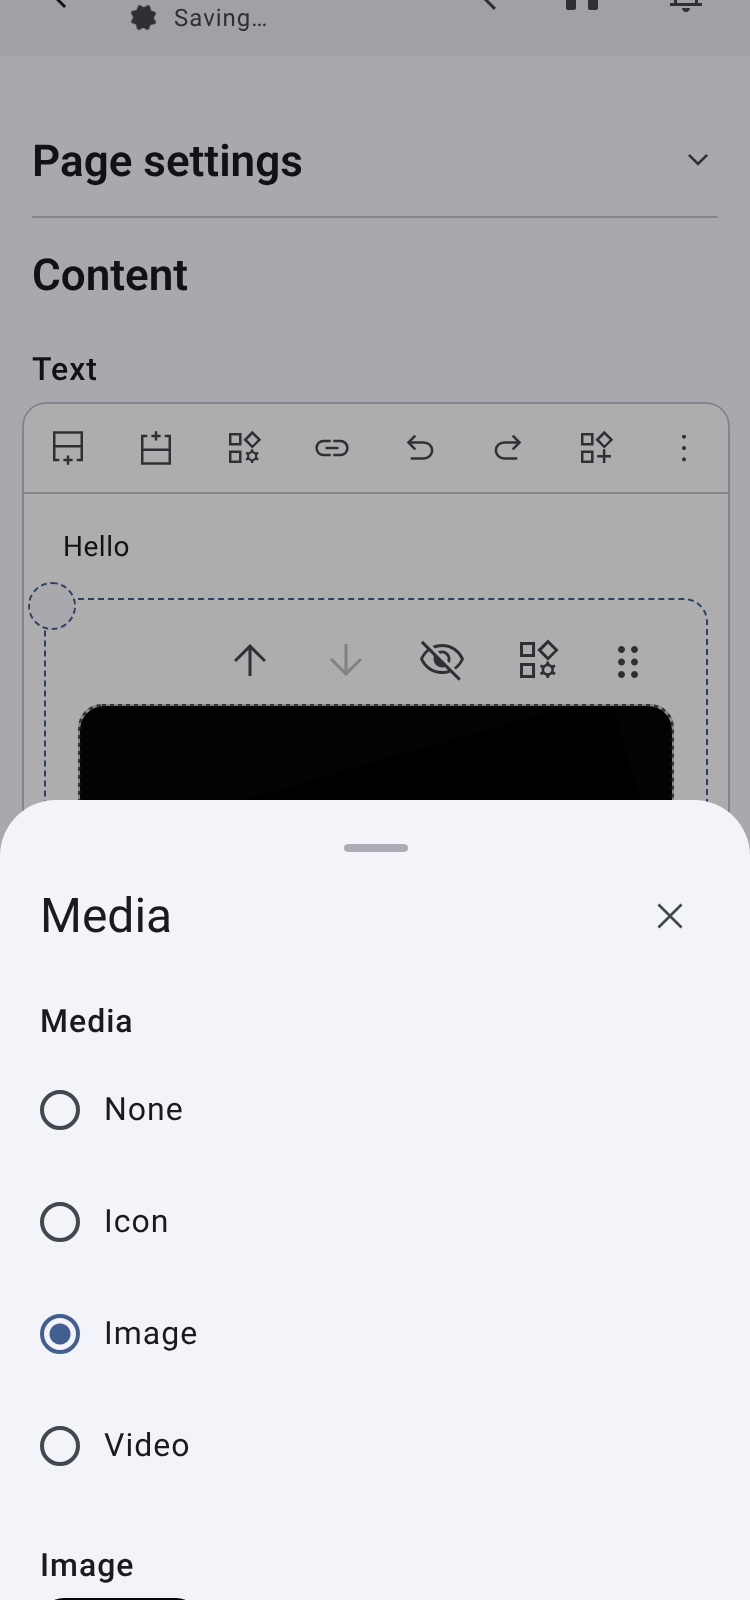 Saving…
Page settings
Content
Text
Hello
Media
Media
None
Icon
Image
Video
Image